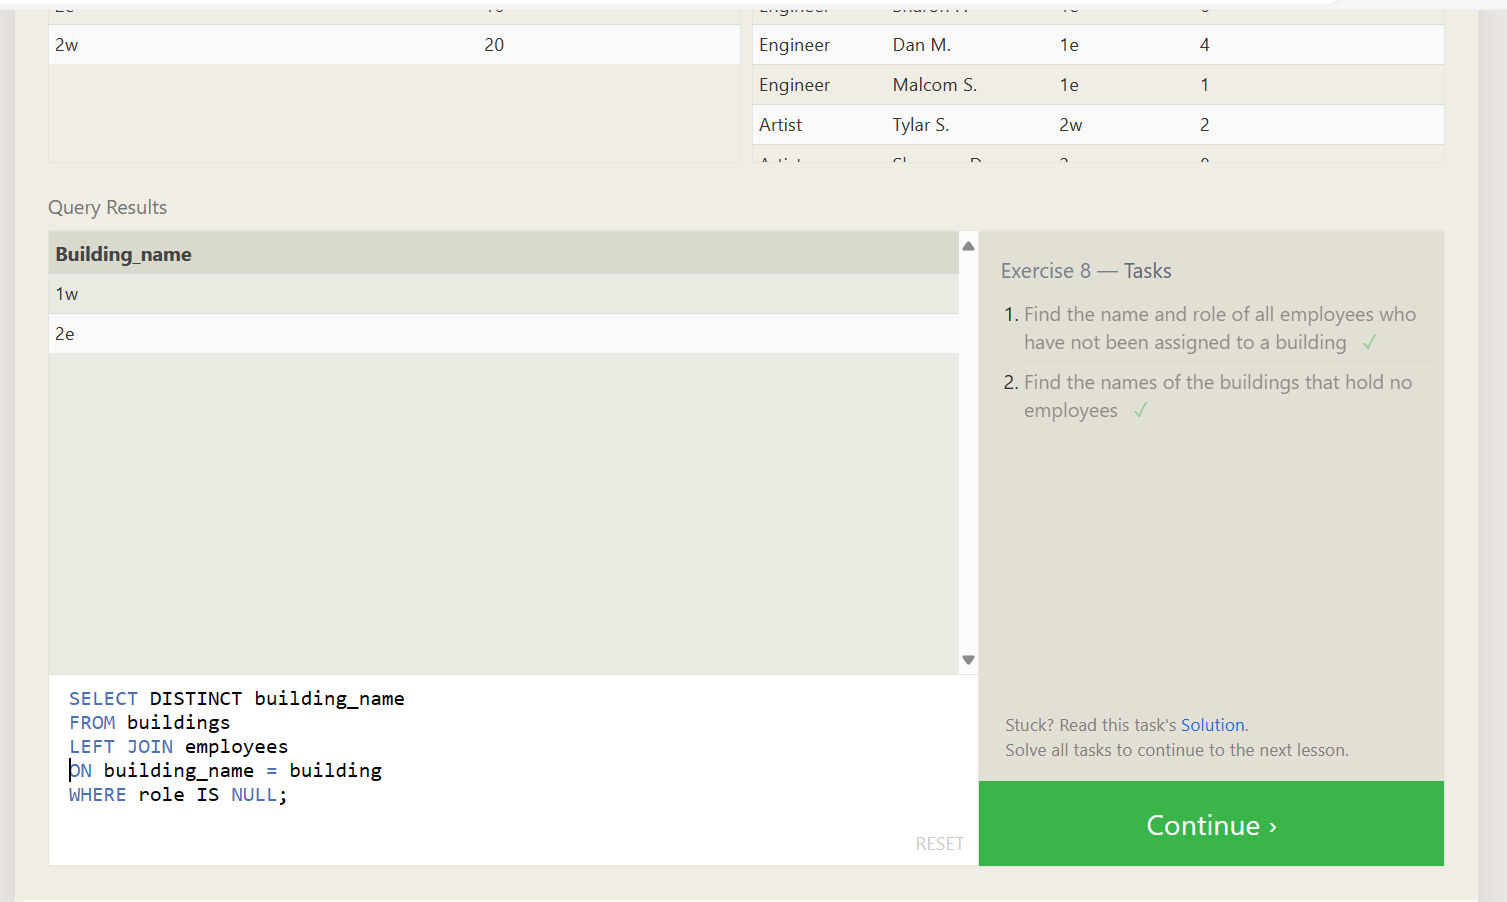 2w 20
Engineer Dan M. 1e 4
Engineer Malcom S. 1e 1
Artist Tylar S. 2w 2
Query Results
Building_name
1w
2e
Exercise 8 — Tasks
1. Find the name and role of all employees who
have not been assigned to a building ✓
2. Find the names of the buildings that hold no
employees ✓
SELECT DISTINCT building_name
FROM buildings
LEFT JOIN employees
ON building_name = building
WHERE role IS NULL;
RESET
Stuck? Read this task's Solution.
Solve all tasks to continue to the next lesson.
Continue ›